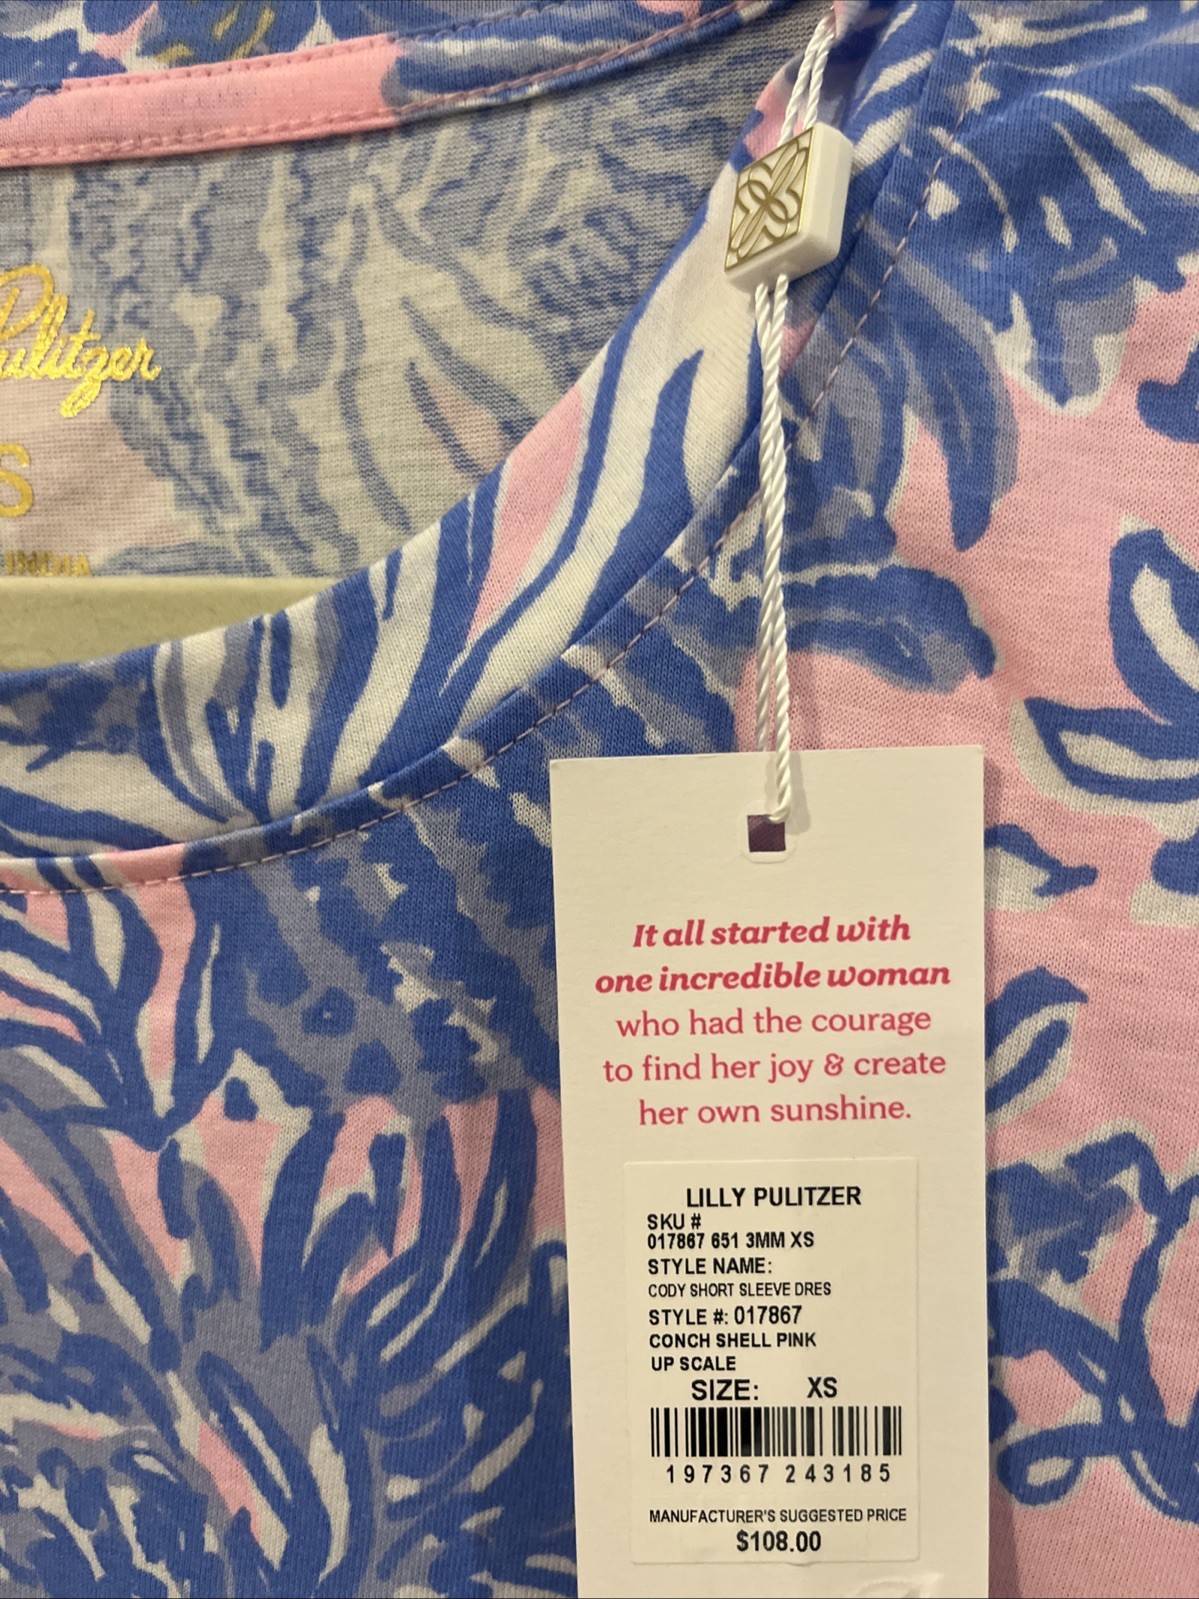 Pulitzer
S
It all started with
one incredible woman
who had the courage
to find her joy & create
her own sunshine.
LILLY PULITZER
SKU #
017867 651 3MM XS
STYLE NAME:
CODY SHORT SLEEVE DRES
STYLE #: 017867
CONCH SHELL PINK
UP SCALE
SIZE: XS
197367 243185
MANUFACTURER'S SUGGESTED PRICE
$108.00